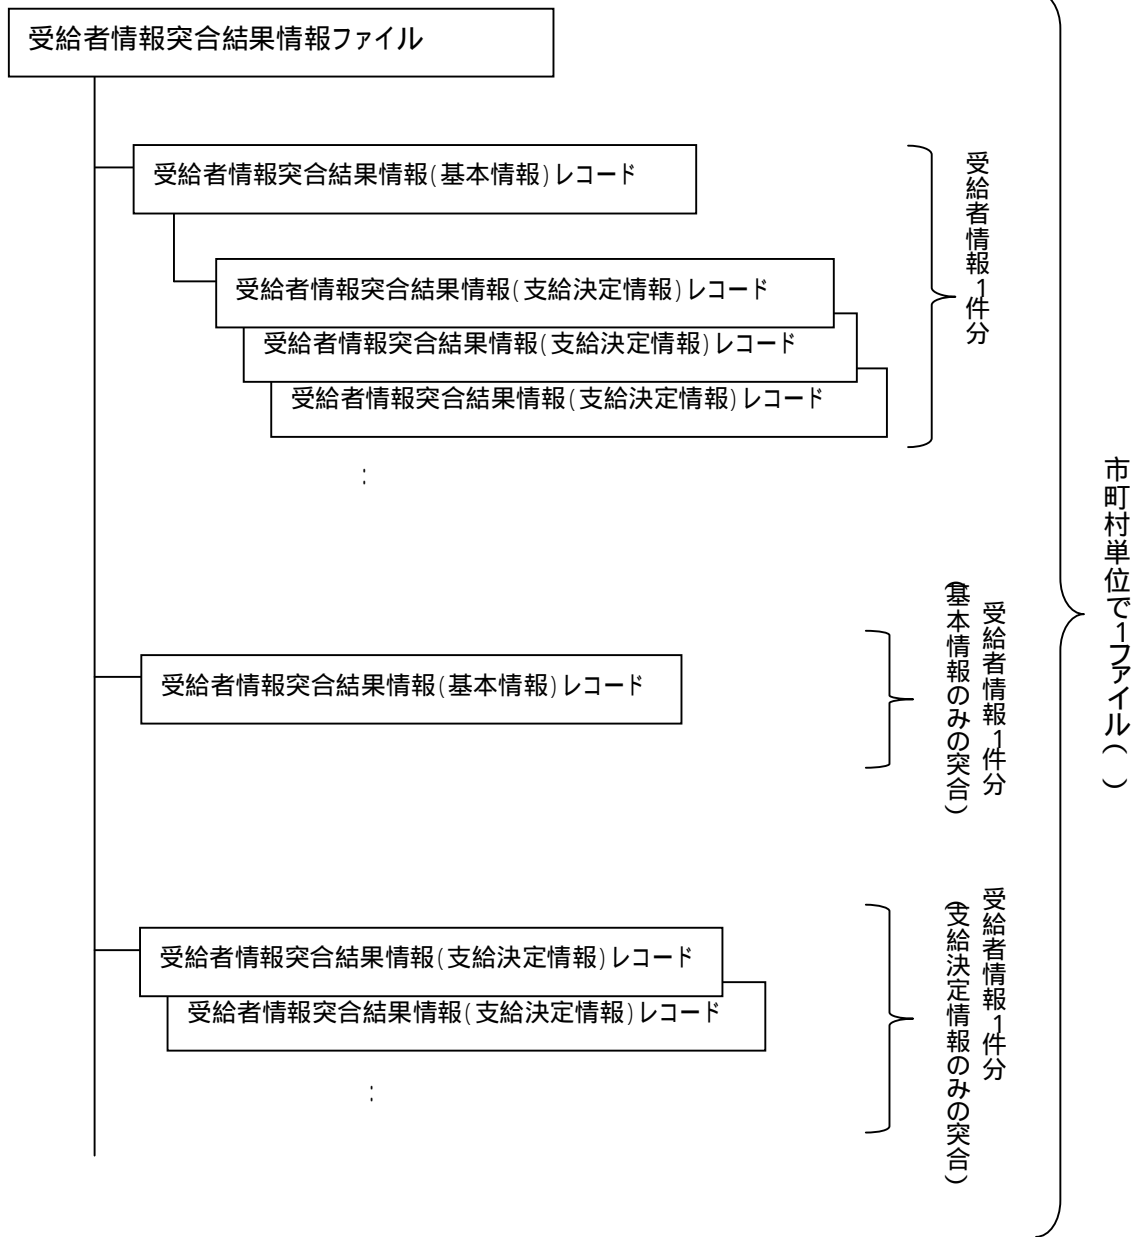 受給者情報突合結果情報ファイル
受給者情報突合結果情報(基本情報)レコード
受給者情報突合結果情報(支給決定情報)レコード
受給者情報突合結果情報(支給決定情報)レコード
受給者情報突合結果情報(支給決定情報)レコード
:
受給者情報1件分
受給者情報突合結果情報(基本情報)レコード
受給者情報1件分
(基本情報のみの突合)
受給者情報突合結果情報(支給決定情報)レコード
受給者情報突合結果情報(支給決定情報)レコード
:
受給者情報1件分
(支給決定情報のみの突合)
市町村単位で1ファイル( )